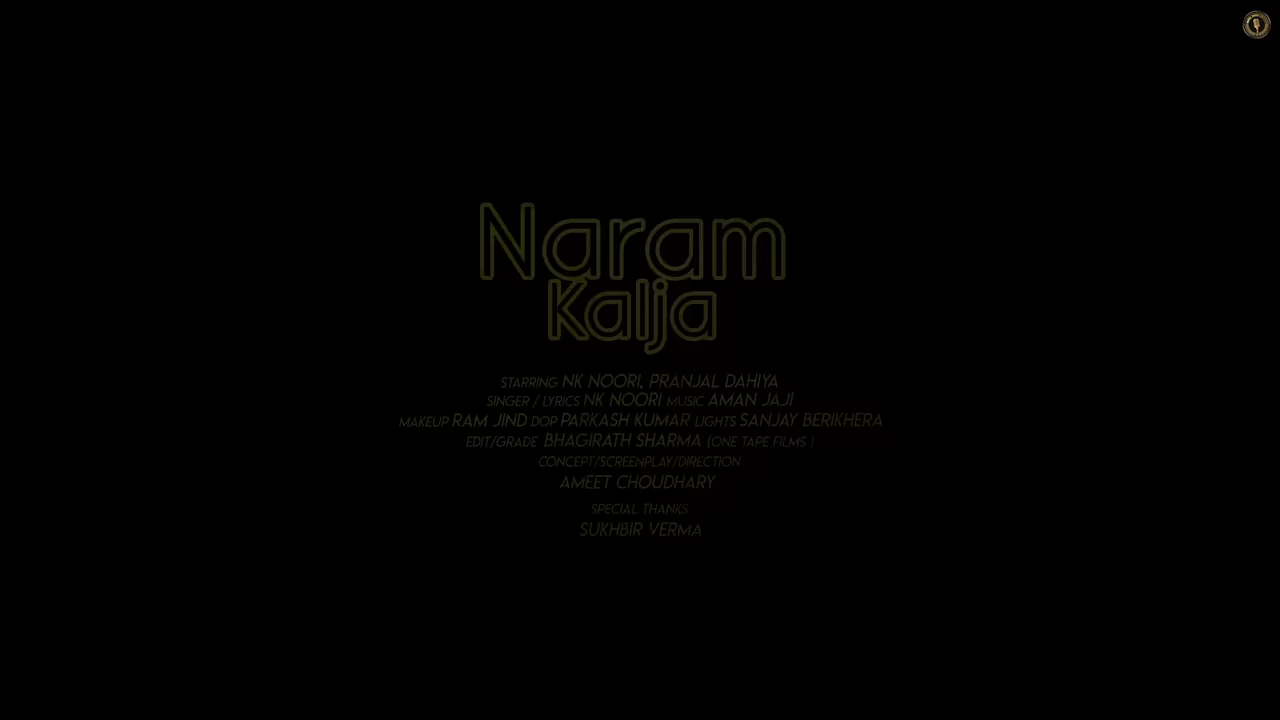 Naram
Kalja
STARRING NK NOORI, PRANJAL DAHIYA
SINGER / LYRICS NK NOORI MUSIC AMAN JAJI
MAKEUP RAM JIND DOP PARKASH KUMAR LIGHTS SANJAY BERIKHERA
EDIT/GRADE BHAGIRATH SHARMA (ONE TAPE FILMS )
CONCEPT/SCREENPLAY/DIRECTION
AMEET CHOUDHARY
SPECIAL THANKS
SUKHBIR VERMA